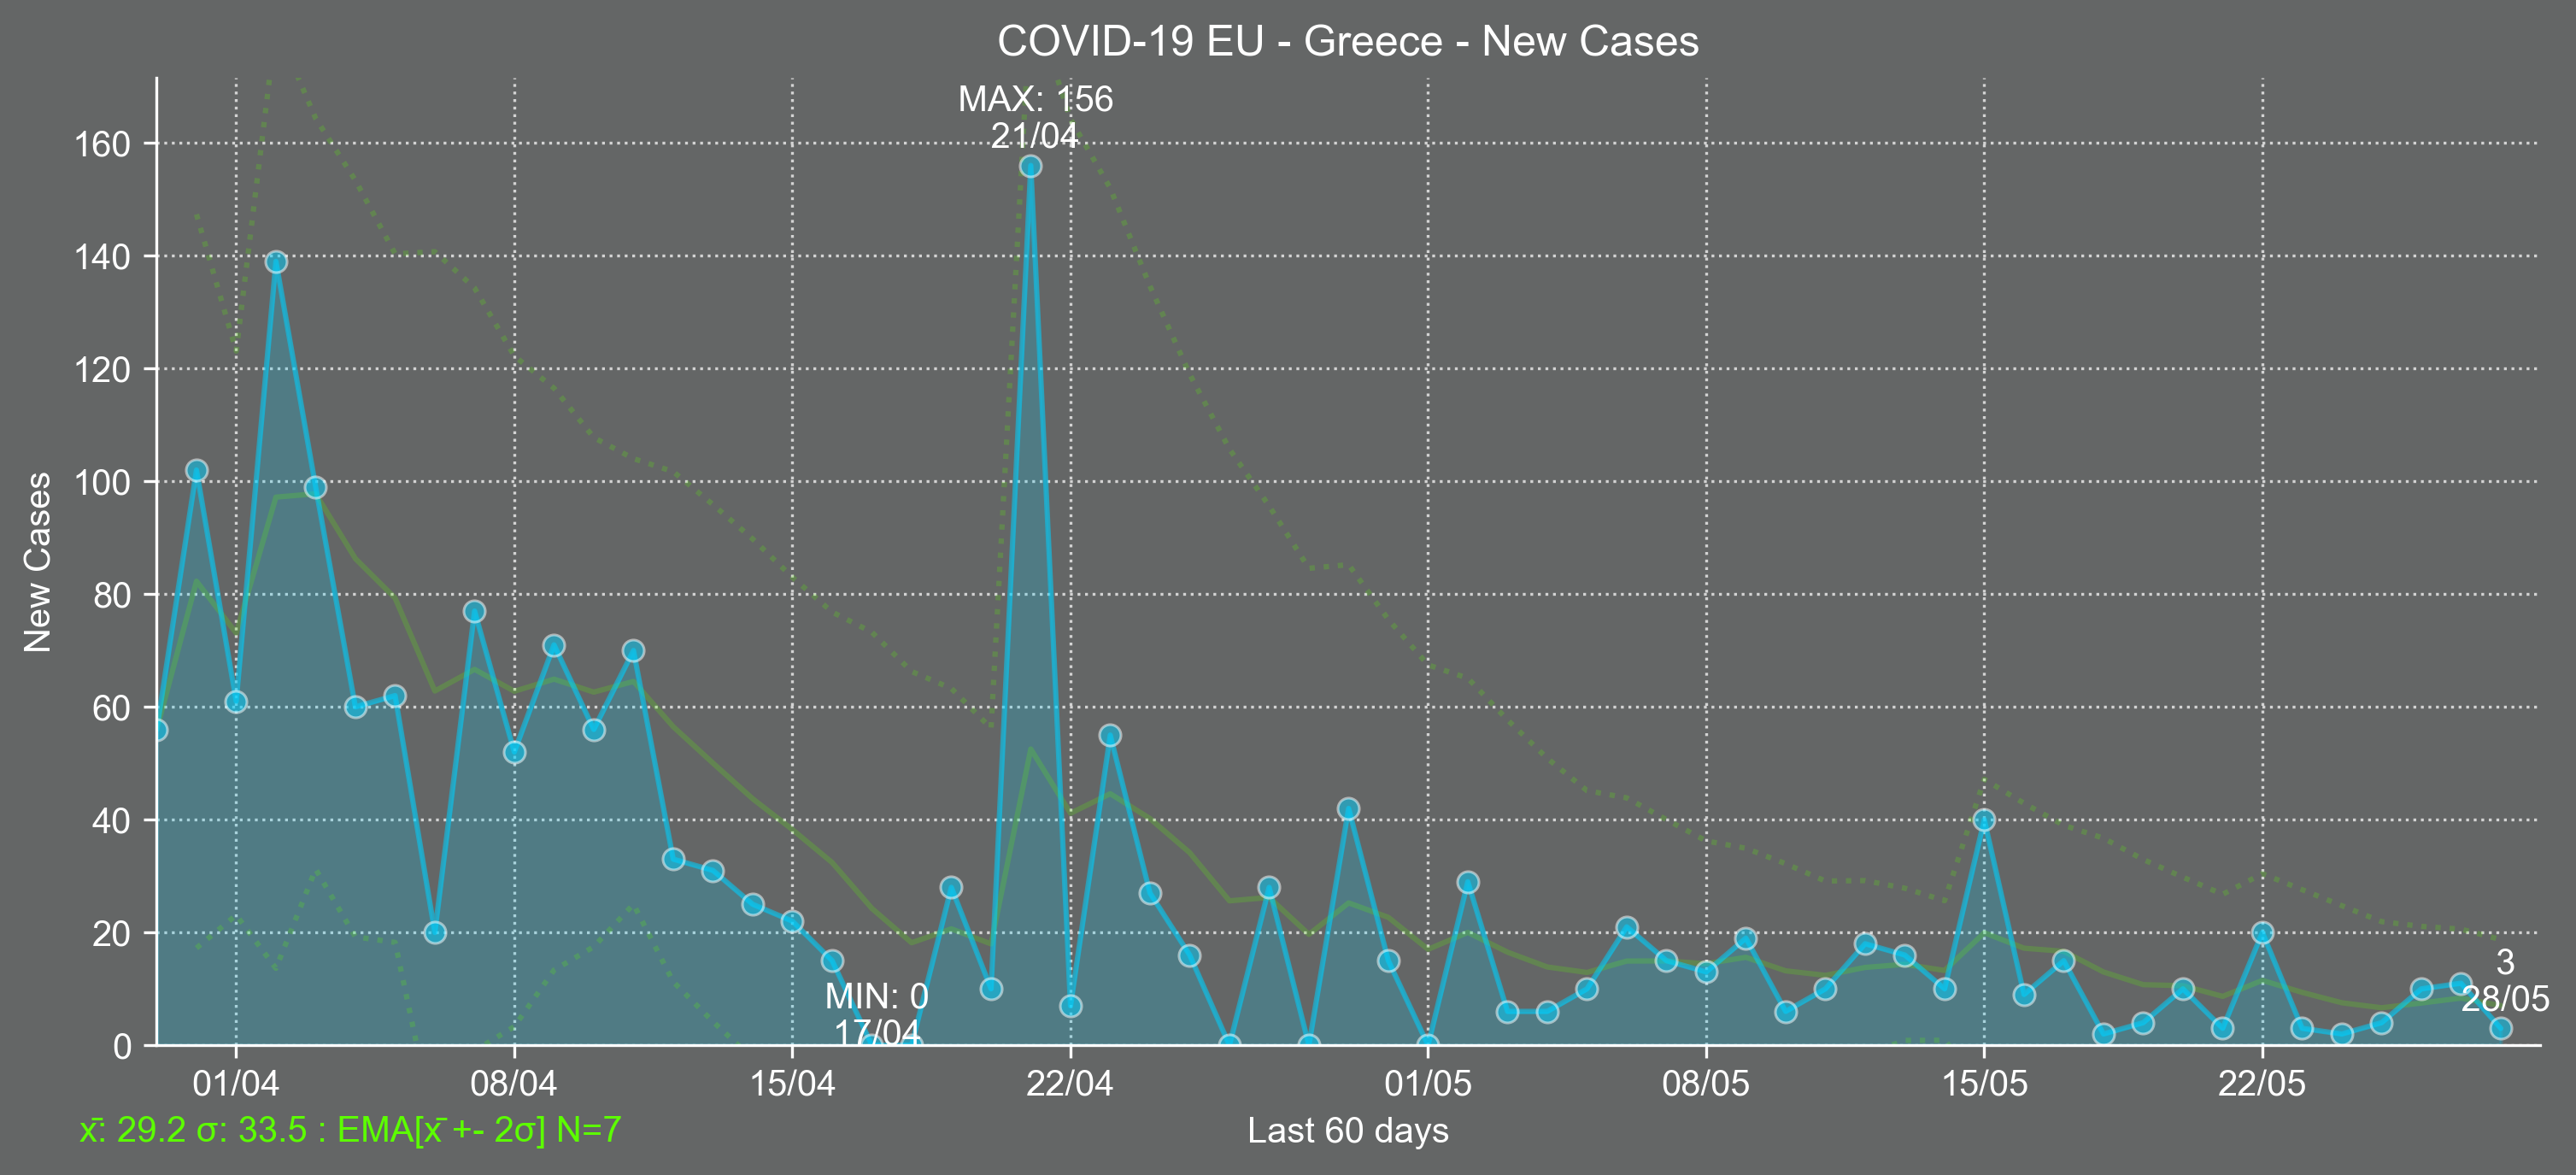 COVID-19 EU - Greece - New Cases
MAX: 156
21/04
160
140
120
100
80
60
40
20
0
New Cases
MIN: 0
17/04
3
28/05
01/04 08/04 15/04 22/04 01/05 08/05 15/05 22/05
x̄: 29.2 σ: 33.5 : EMA[x̄ +- 2σ] N=7
Last 60 days